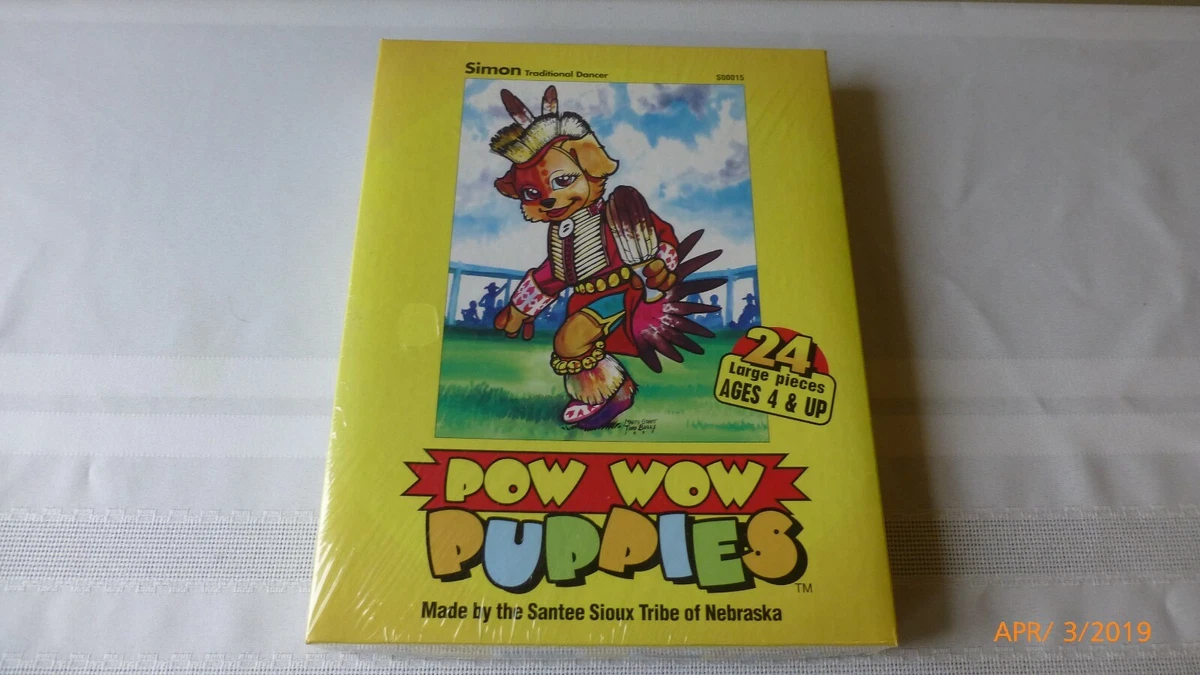 Simon Traditional Dancer
S00015
24
Large pieces
AGES 4 & UP
POW WOW
PUPPIES
TM
Made by the Santee Sioux Tribe of Nebraska
APR/ 3/2019